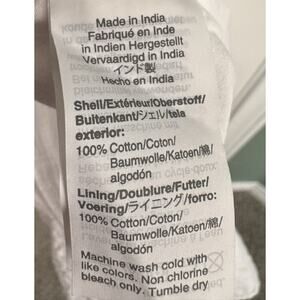 Made in India
Fabriqué en Inde
in Indien Hergestellt
Vervaardigd in India
インド製
Hecho en India
Shell/Extérieur/Oberstoff/
Buitenkant/シェル/tela
exterior:
100% Cotton/Coton/
Baumwolle/Katoen/綿/
algodón
Lining/Doublure/Futter/
Voering/ライニング/forro:
100% Cotton/Coton/
Baumwolle/Katoen/綿/
algodón
Machine wash cold with
like colors. Non chlorine
bleach only. Tumble dry